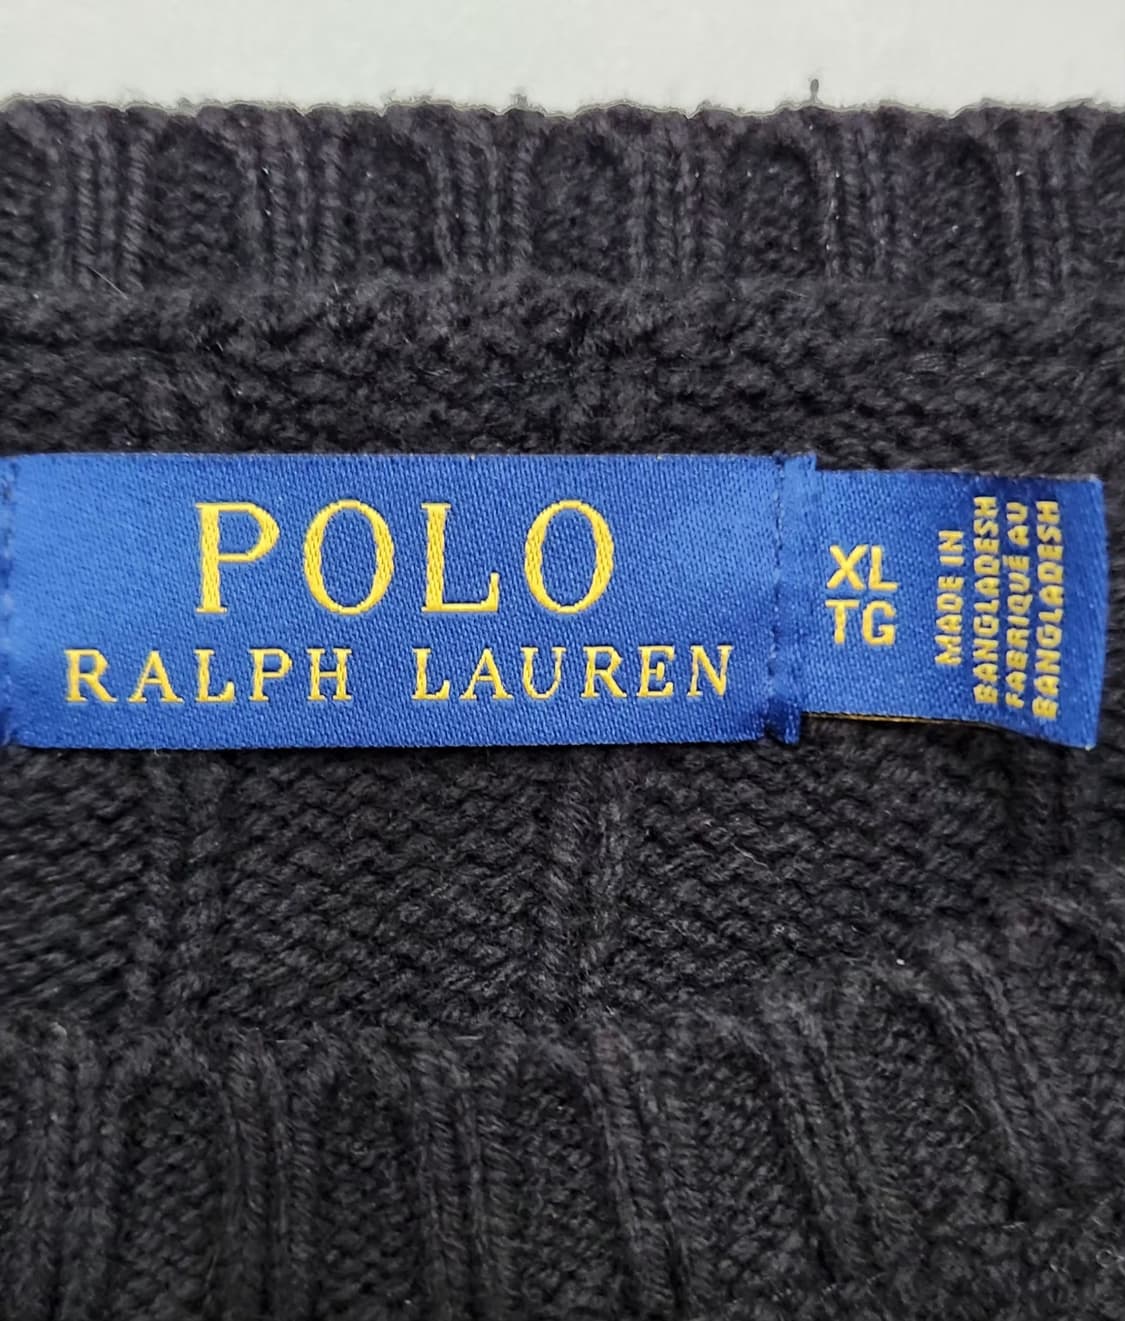 POLO
RALPH LAUREN
XL
TG
MADE IN
BANGLADESH
FABRIQUÉ AU
BANGLADESH